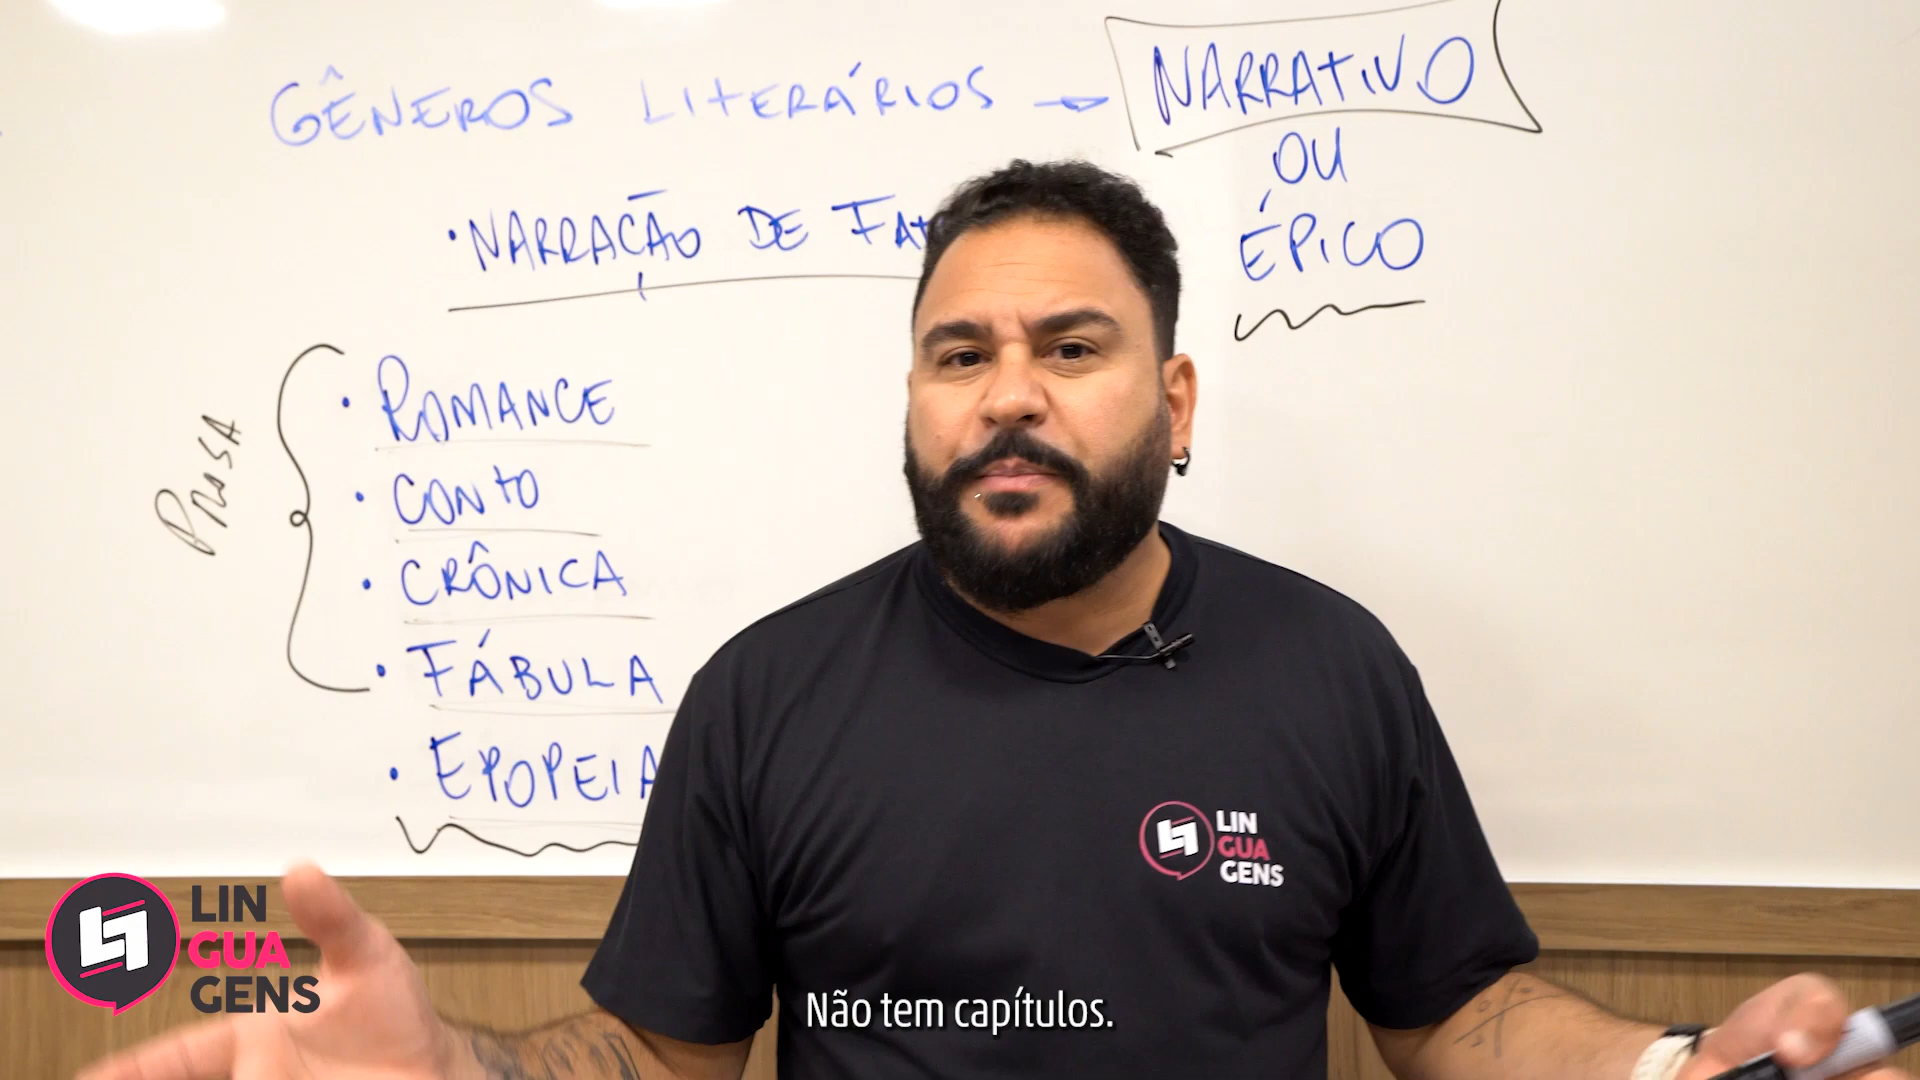 GÊNEROS LITERÁRIOS → NARRATIVO
OU
ÉPICO
• NARRAÇÃO DE FAT
PROSA
• ROMANCE
• CONTO
• CRÔNICA
• FÁBULA
• EPOPEIA
LIN
GUA
GENS
LIN
GUA
GENS
Não tem capítulos.